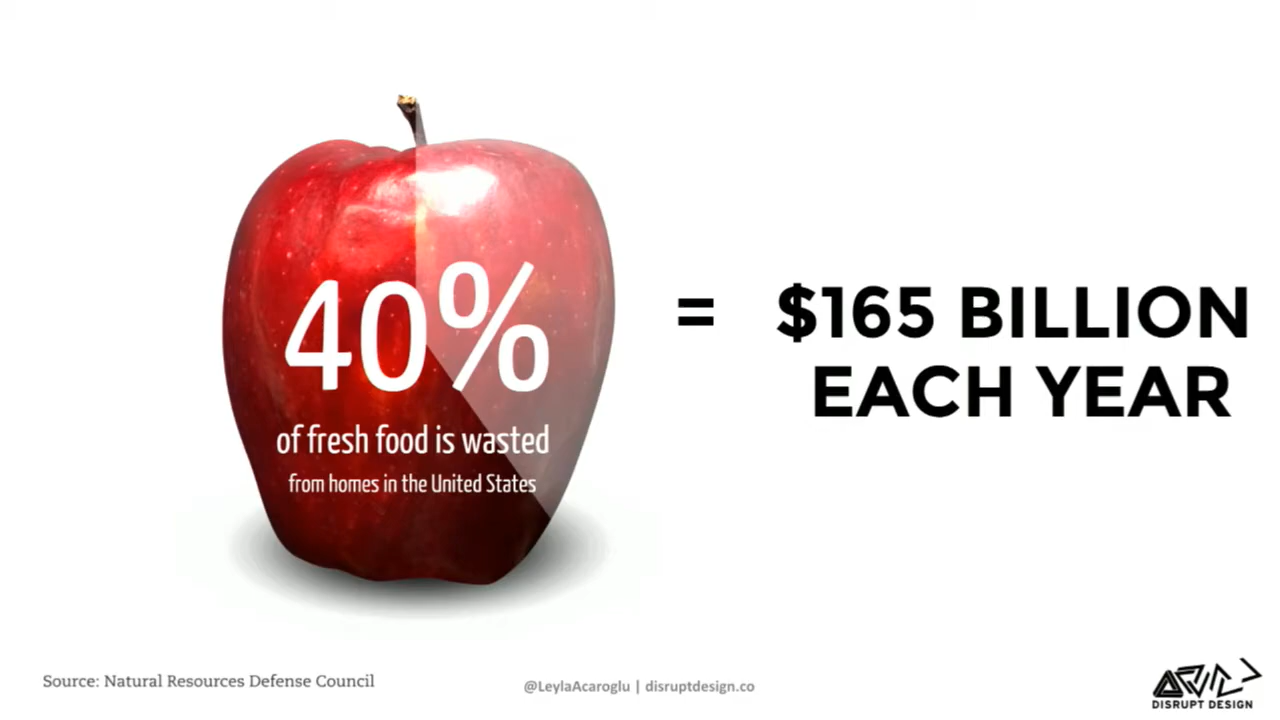 40%
of fresh food is wasted
from homes in the United States
= $165 BILLION
EACH YEAR
Source: Natural Resources Defense Council
@LeylaAcaroglu | disruptdesign.co
DISRUPT DESIGN